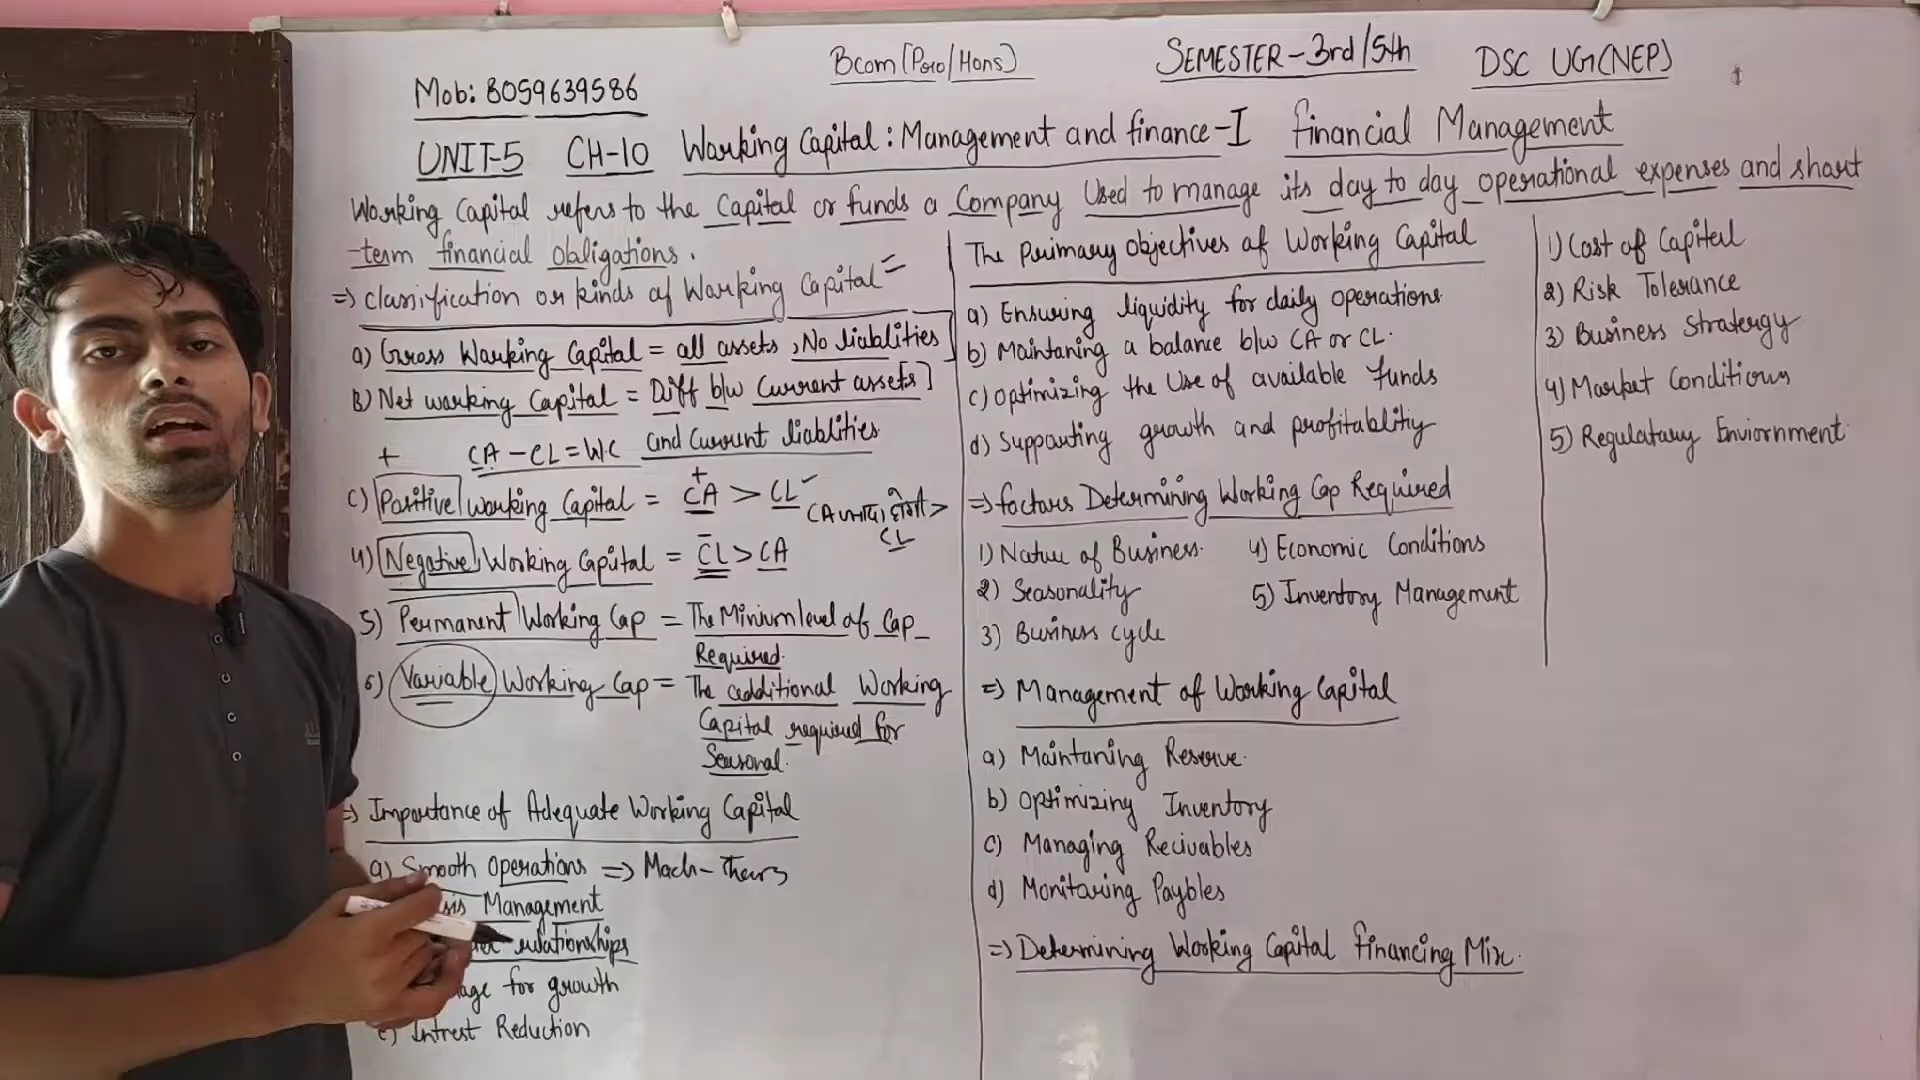 Bcom (Pro/Hons)
SEMESTER-3rd/5th
DSC UG(NEP)
Mob: 8059639586
UNIT-5 CH-10 Working Capital: Management and finance-I financial Management
Working Capital refers to the Capital or funds a Company Used to manage its day to day operational expenses and short
-term financial obligations.
=> Classification or kinds of Working Capital =
a) Gross Working Capital = all assets, No liablities
B) Net working Capital = Diff b/w Current assets
and Current liablities
+ CA - CL = W.C
C) Positive Working Capital = CA > CL
+
CL
4) Negative Working Capital = CL > CA
5) Permanent Working Cap = The Minium level of Cap
Required.
6) Variable Working Cap = The additional Working
Capital required for
Seasonal.
=> Importance of Adequate Working Capital
a) Smooth Operations => Mach-
Management
relationships
for growth
e) Intrest Reduction
The Primary Objectives of Working Capital
a) Ensuring liquidity for daily operations.
b) Maintaning a balance b/w CA or CL.
c) Optimizing the Use of available funds
d) Supporting growth and profitablity
=> factors Determining Working Cap Required
1) Nature of Business.
2) Seasonality
3) Business cycle
4) Economic Conditions
5) Inventory Management
=> Management of Working Capital
a) Maintaning Reserve.
b) Optimizing Inventory
c) Managing Recivables
d) Monitoring Paybles
=> Determining Working Capital financing Mix.
1) Cost of Capital
2) Risk Tolerance
3) Business Stratergy
4) Market Conditions
5) Regulatary Enviornment